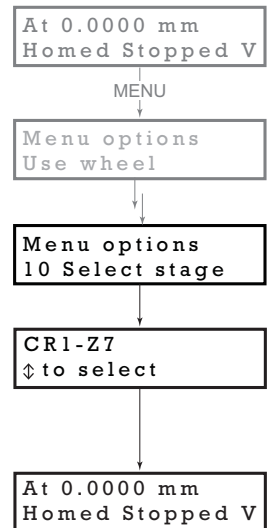 At 0.0000 mm
Homed Stopped V
MENU
Menu options
Use wheel
Menu options
10 Select stage
CR1-Z7
⇕ to select
At 0.0000 mm
Homed Stopped V